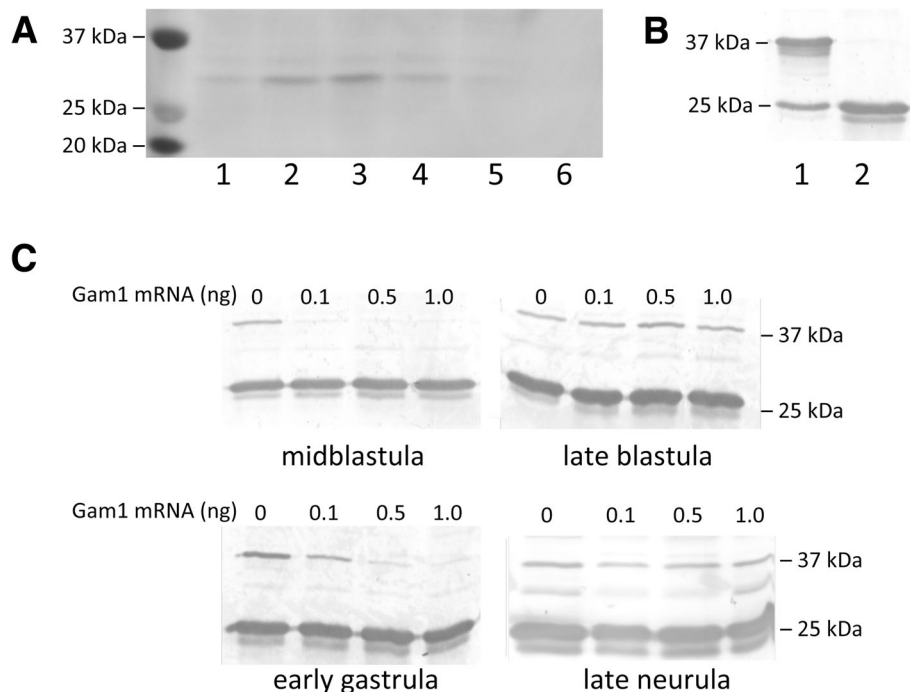 A
37 kDa
25 kDa
20 kDa
1 2 3 4 5 6
B
37 kDa
25 kDa
1 2
C
Gam1 mRNA (ng) 0 0.1 0.5 1.0
0 0.1 0.5 1.0
37 kDa
25 kDa
midblastula
late blastula
Gam1 mRNA (ng) 0 0.1 0.5 1.0
0 0.1 0.5 1.0
37 kDa
25 kDa
early gastrula
late neurula